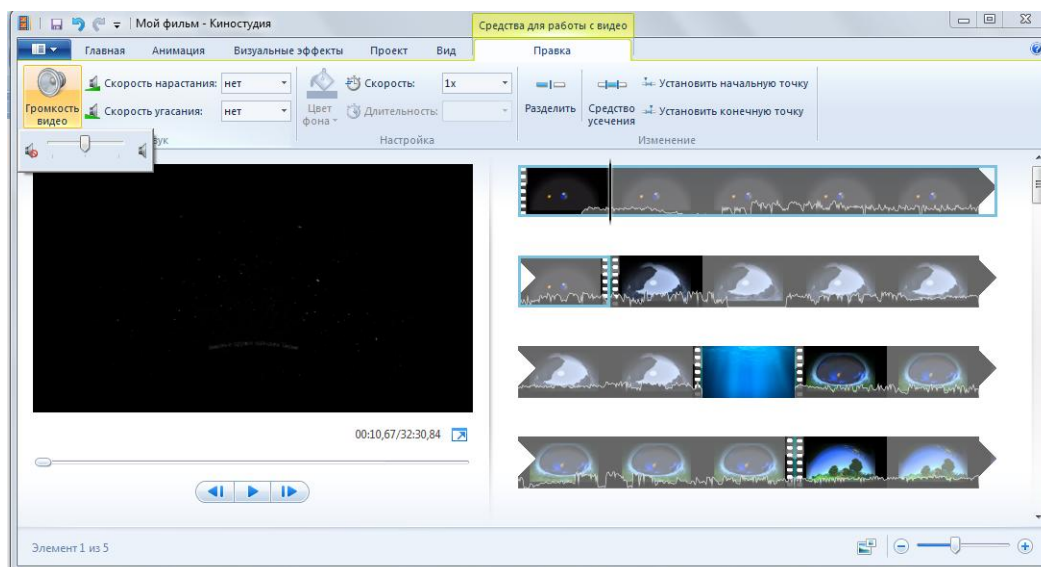 Мой фильм - Киностудия
Средства для работы с видео
Главная Анимация Визуальные эффекты Проект Вид Правка
Громкость видео
Скорость нарастания: нет
Скорость угасания: нет
Цвет фона
Скорость: 1x
Длительность:
Настройка
Разделить
Средство усечения
Установить начальную точку
Установить конечную точку
Изменение
00:10,67/32:30,84
Элемент 1 из 5